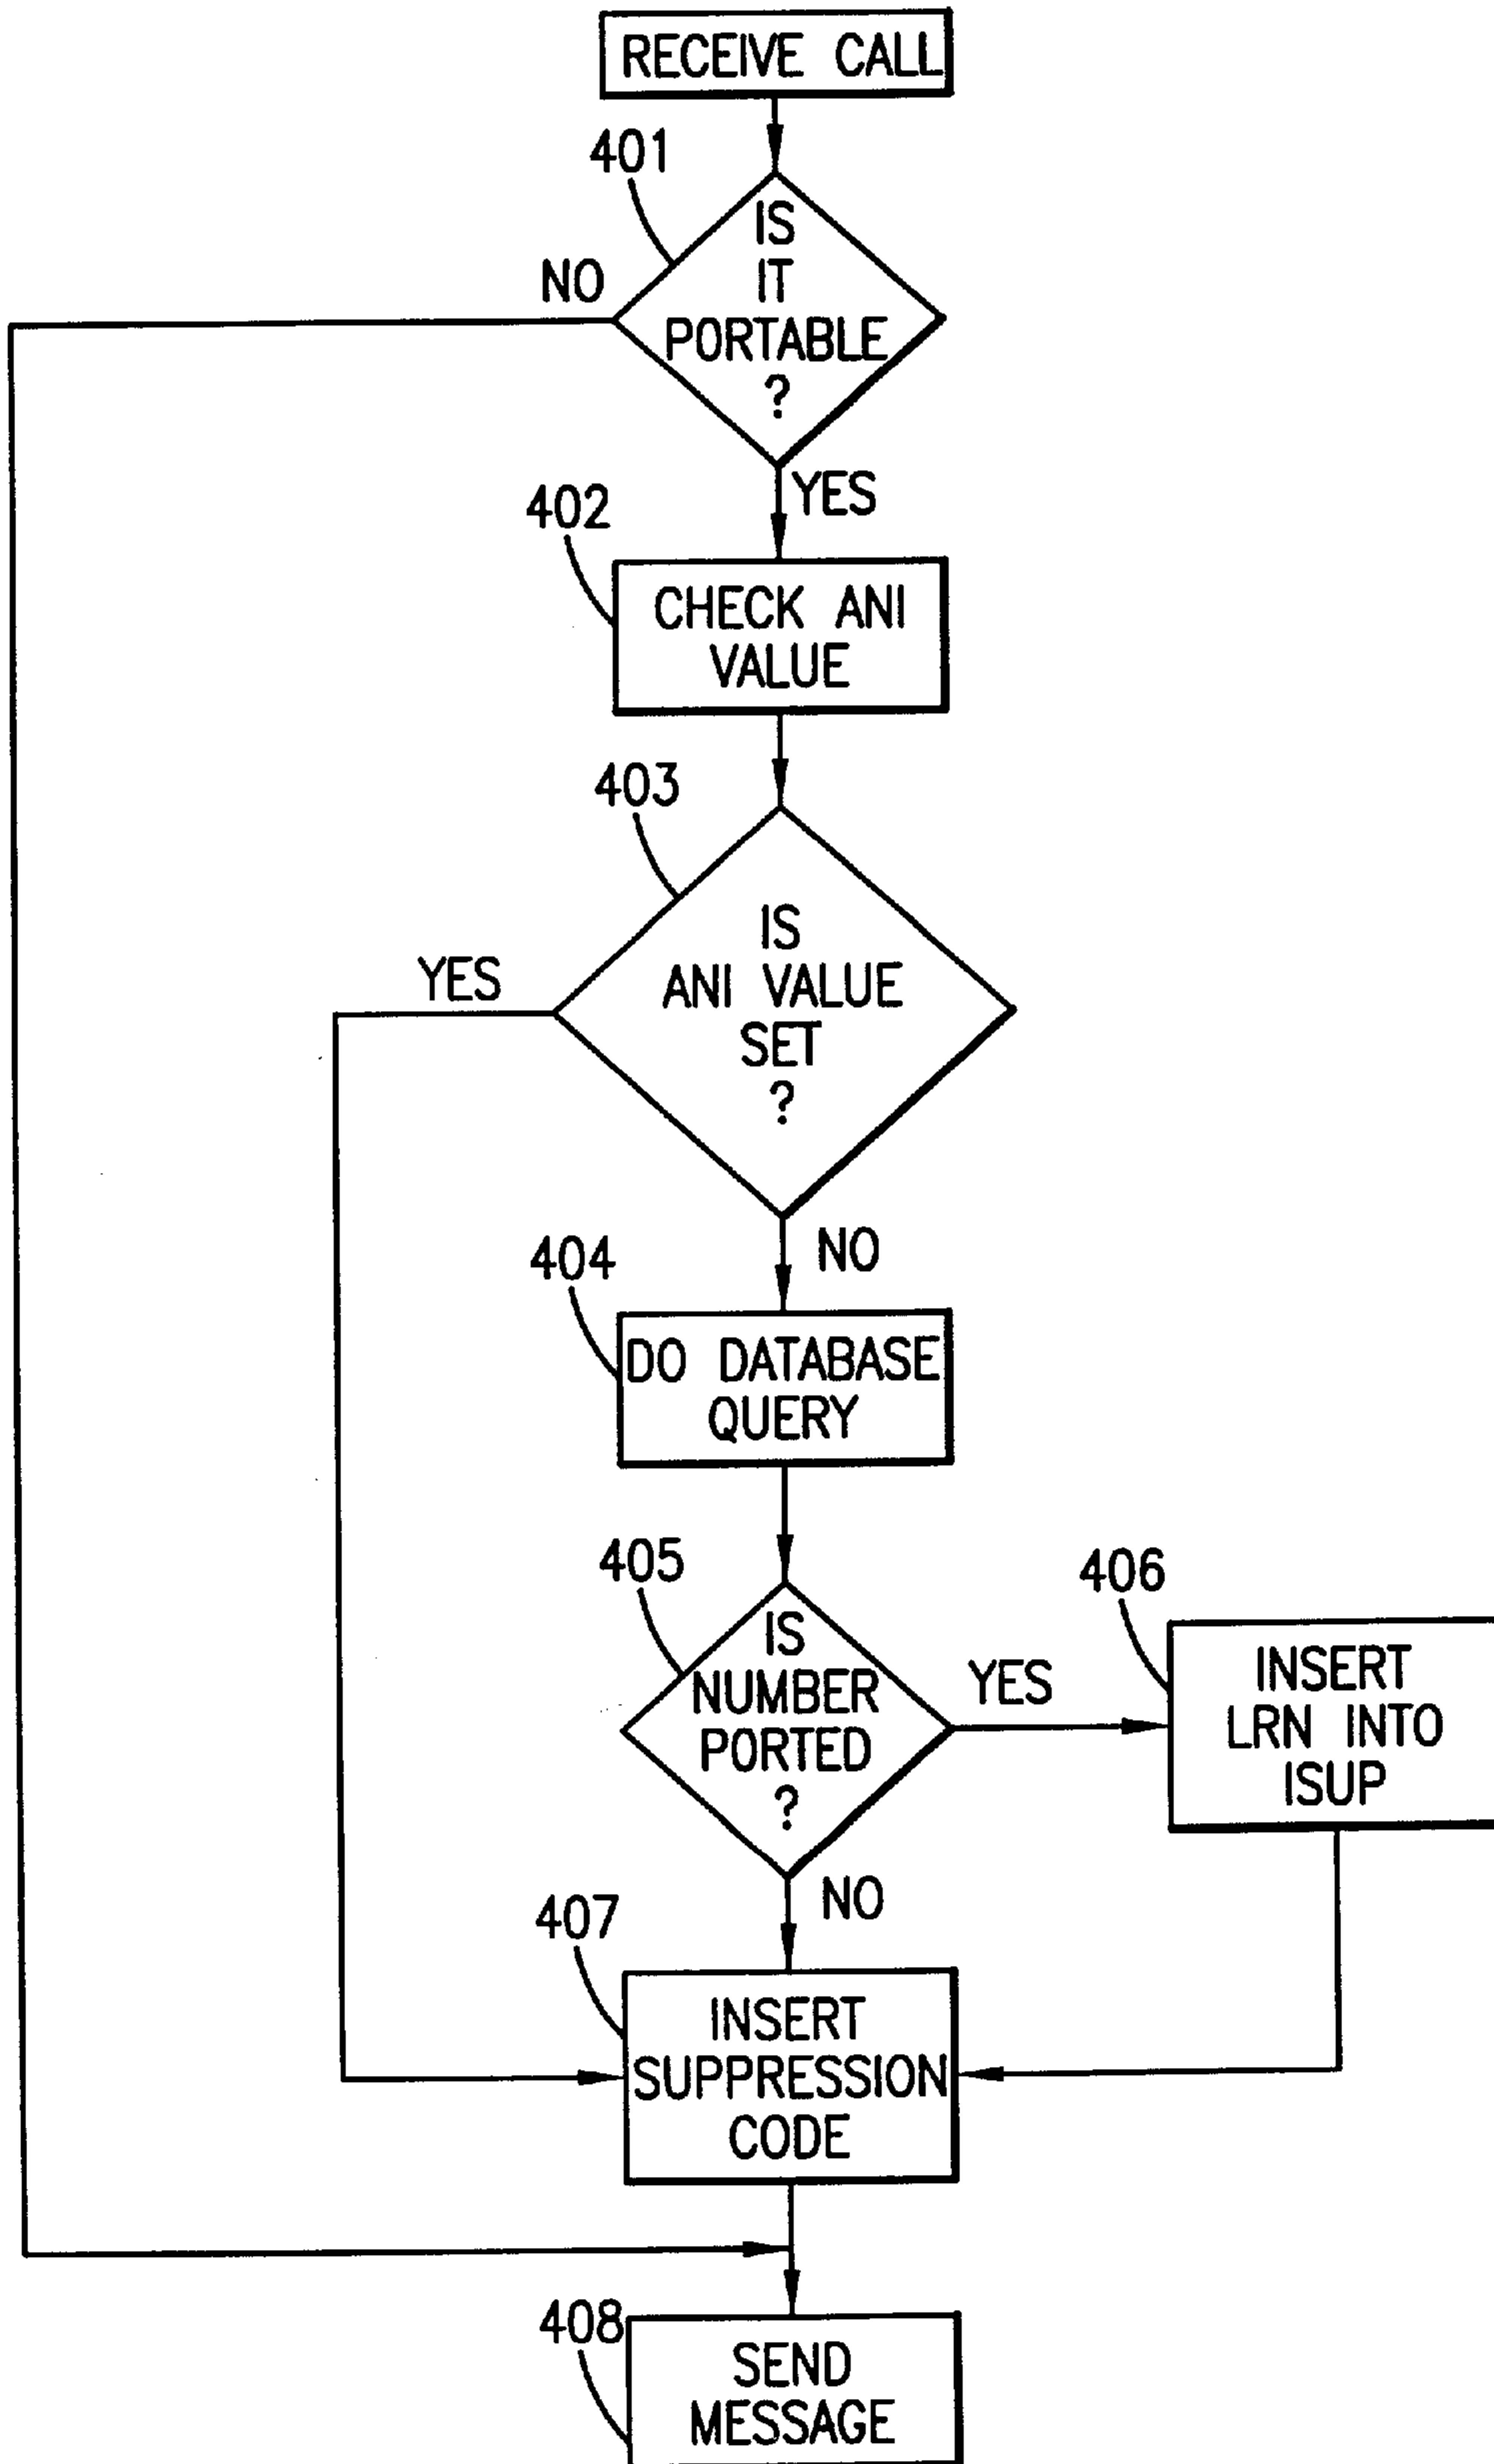 RECEIVE CALL
401
IS
IT
PORTABLE
?
NO
YES
402
CHECK ANI
VALUE
403
IS
ANI VALUE
SET
?
YES
NO
404
DO DATABASE
QUERY
405
IS
NUMBER
PORTED
?
YES
406
INSERT
LRN INTO
ISUP
NO
407
INSERT
SUPPRESSION
CODE
408
SEND
MESSAGE